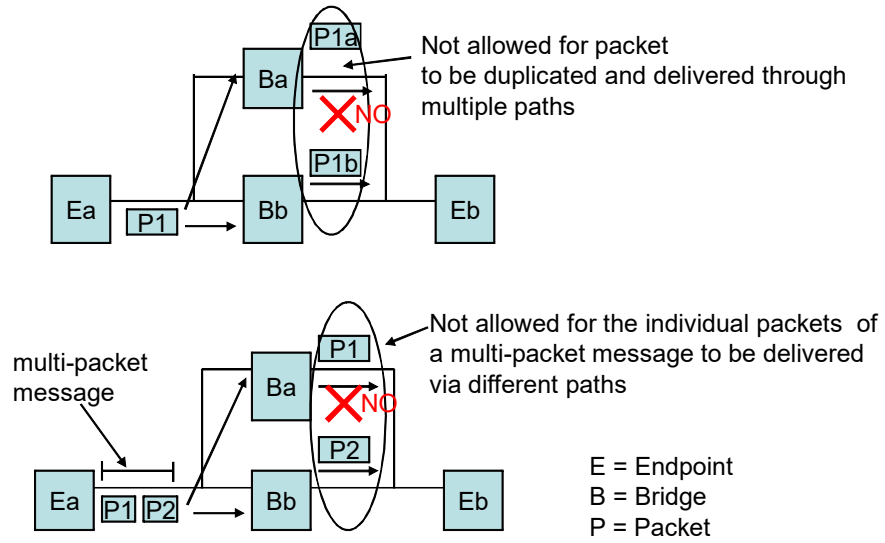 P1a
Not allowed for packet
to be duplicated and delivered through
multiple paths
Ba
NO
P1b
Ea
P1
Bb
Eb
Not allowed for the individual packets of
a multi-packet message to be delivered
via different paths
P1
multi-packet
message
Ba
NO
P2
Ea
P1
P2
Bb
Eb
E = Endpoint
B = Bridge
P = Packet